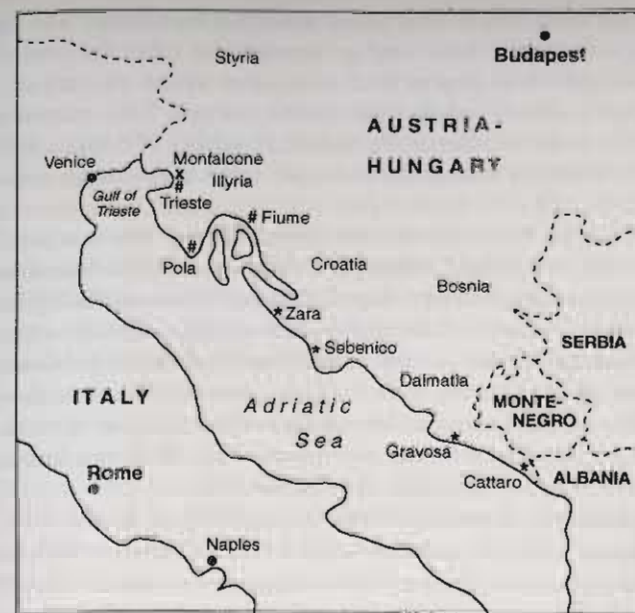 Styria
Budapest
AUSTRIA-
HUNGARY
Venice
Montalcone
x
#
Illyria
Gulf of
Trieste
Trieste
# Fiume
#
Pola
Croatia
Bosnia
* Zara
* Sebenico
SERBIA
ITALY
Dalmatia
MONTE-
NEGRO
Adriatic
Sea
*
Gravosa
*
Cattaro
ALBANIA
Rome
Naples